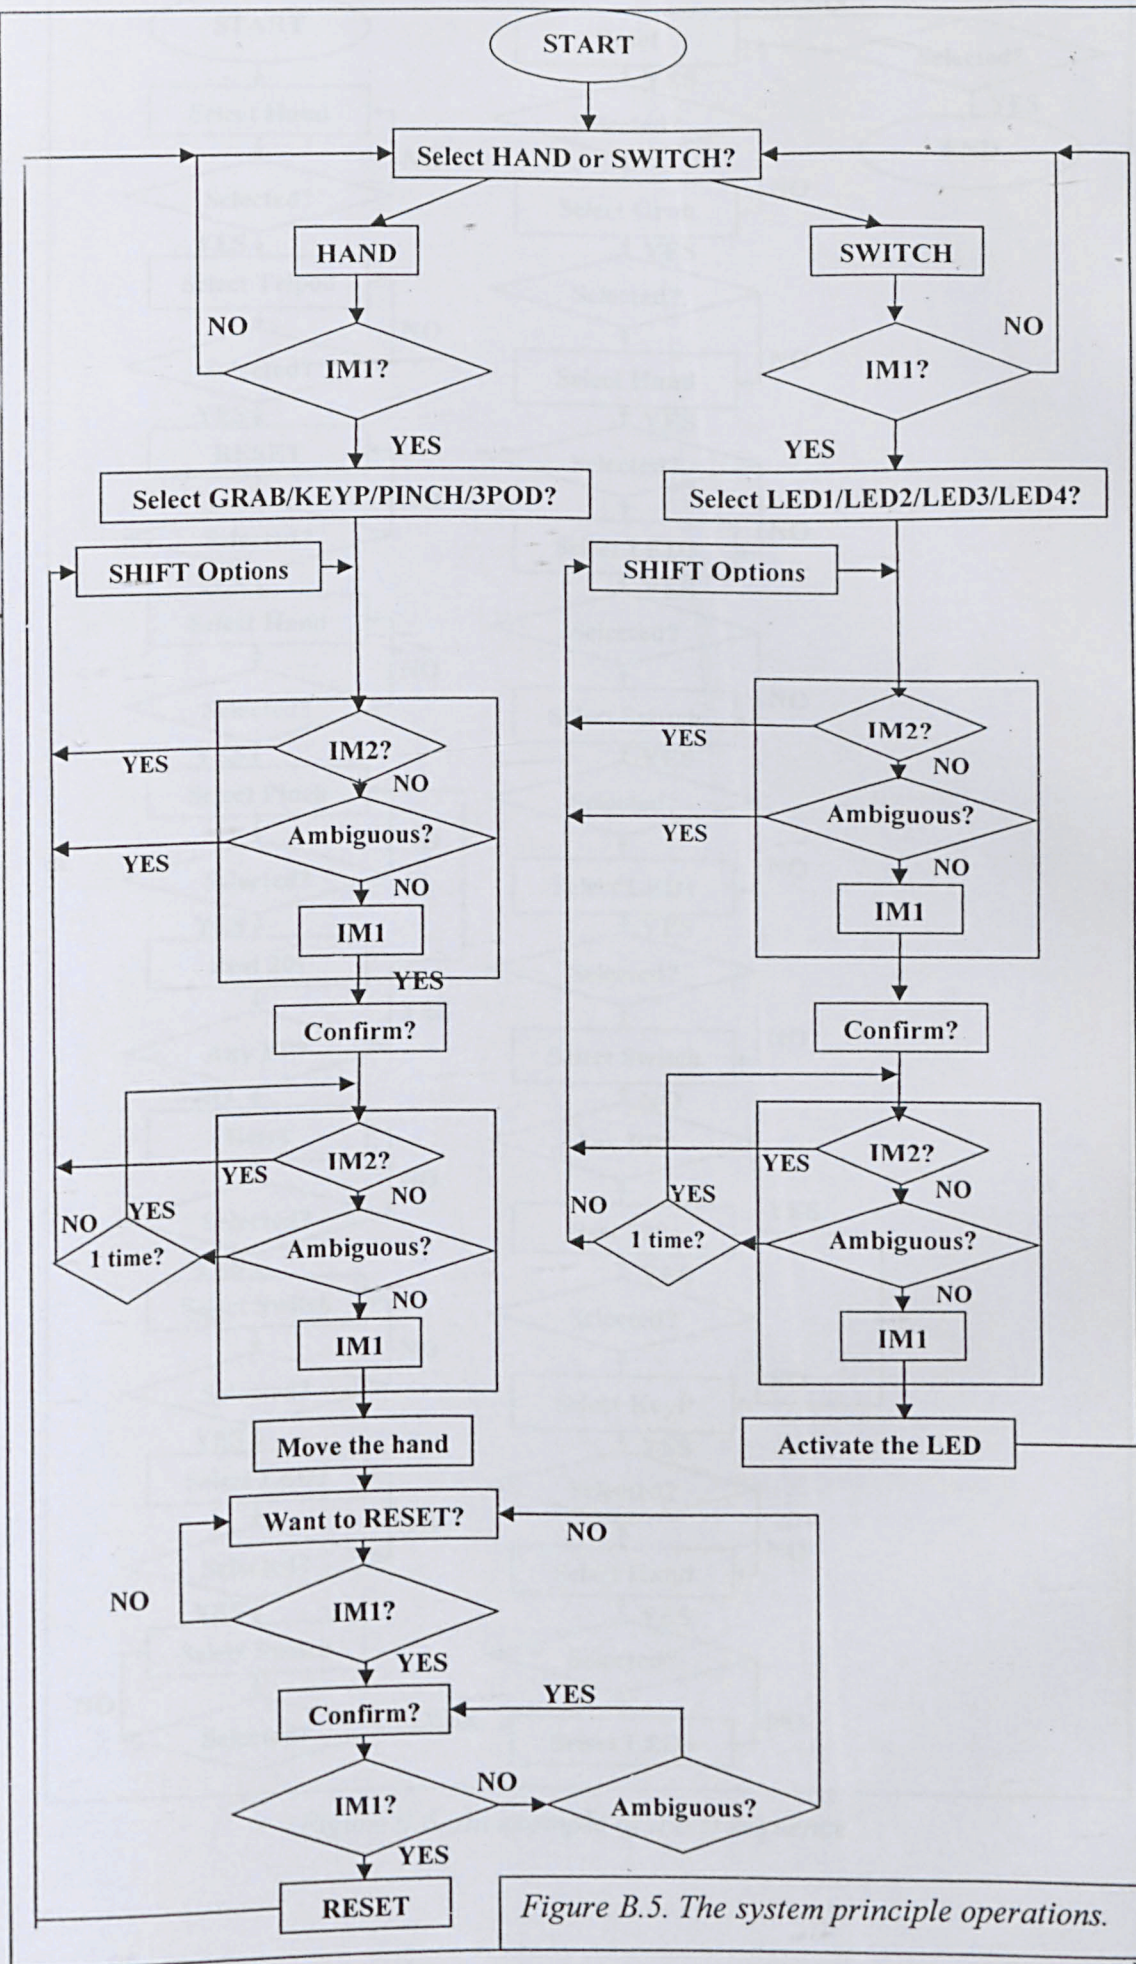 START
Select HAND or SWITCH?
HAND
SWITCH
NO
NO
IM1?
IM1?
YES
YES
Select GRAB/KEYP/PINCH/3POD?
Select LED1/LED2/LED3/LED4?
SHIFT Options
SHIFT Options
IM2?
IM2?
YES
YES
NO
NO
Ambiguous?
Ambiguous?
YES
YES
NO
NO
IM1
IM1
YES
Confirm?
Confirm?
IM2?
IM2?
YES
YES
NO
NO
NO
YES
NO
YES
1 time?
Ambiguous?
1 time?
Ambiguous?
NO
NO
IM1
IM1
Move the hand
Activate the LED
Want to RESET?
NO
NO
IM1?
YES
Confirm?
YES
IM1?
NO
Ambiguous?
YES
RESET
Figure B.5. The system principle operations.